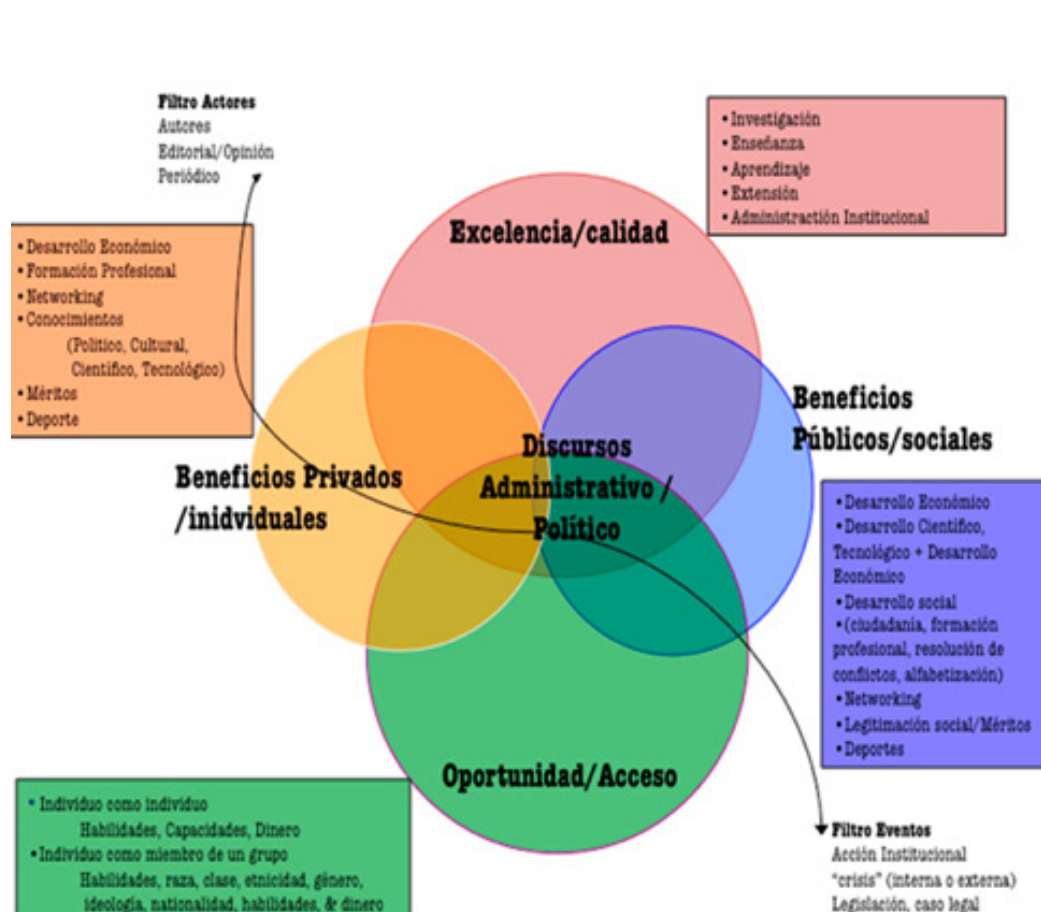 Filtro Actores
Autores
Editorial/Opinión
Periódico
• Investigación
• Enseñanza
• Aprendizaje
• Extensión
• Administractión Institucional
Excelencia/calidad
• Desarrollo Económico
• Formación Profesional
• Networking
• Conocimientos
(Político, Cultural,
Científico, Tecnológico)
• Méritos
• Deporte
Beneficios
Públicos/sociales
Discursos
Administrativo /
Político
Beneficios Privados
/inidviduales
• Desarrollo Económico
• Desarrollo Científico,
Tecnológico + Desarrollo
Económico
• Desarrollo social
• (ciudadanía, formación
profesional, resolución de
conflictos, alfabetización)
• Networking
• Legitimación social/Méritos
• Deportes
Oportunidad/Acceso
• Individuo como individuo
Habilidades, Capacidades, Dinero
• Individuo como miembro de un grupo
Habilidades, raza, clase, etnicidad, género,
ideología, nacionalidad, habilidades, & dinero
Filtro Eventos
Acción Institucional
"crisis" (interna o externa)
Legislación, caso legal